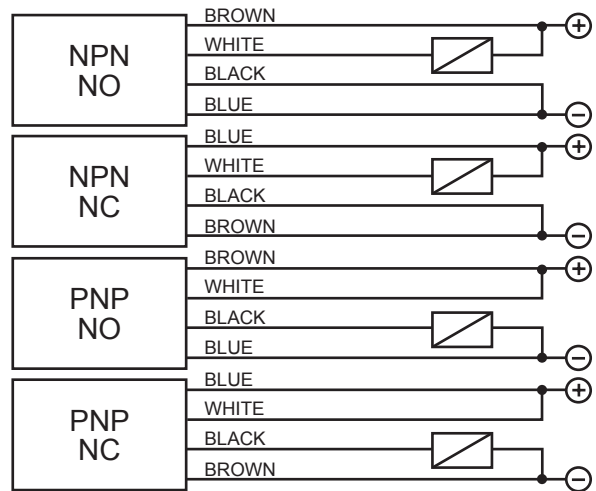 NPN
NO
BROWN
WHITE
BLACK
BLUE
+
−
NPN
NC
BLUE
WHITE
BLACK
BROWN
+
−
PNP
NO
BROWN
WHITE
BLACK
BLUE
+
−
PNP
NC
BLUE
WHITE
BLACK
BROWN
+
−